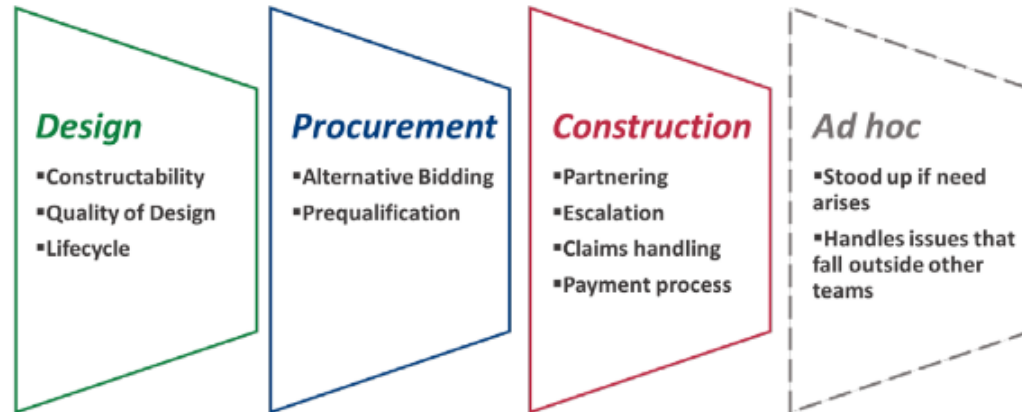 Design
▪Constructability
▪Quality of Design
▪Lifecycle
Procurement
▪Alternative Bidding
▪Prequalification
Construction
▪Partnering
▪Escalation
▪Claims handling
▪Payment process
Ad hoc
▪Stood up if need
arises
▪Handles issues that
fall outside other
teams